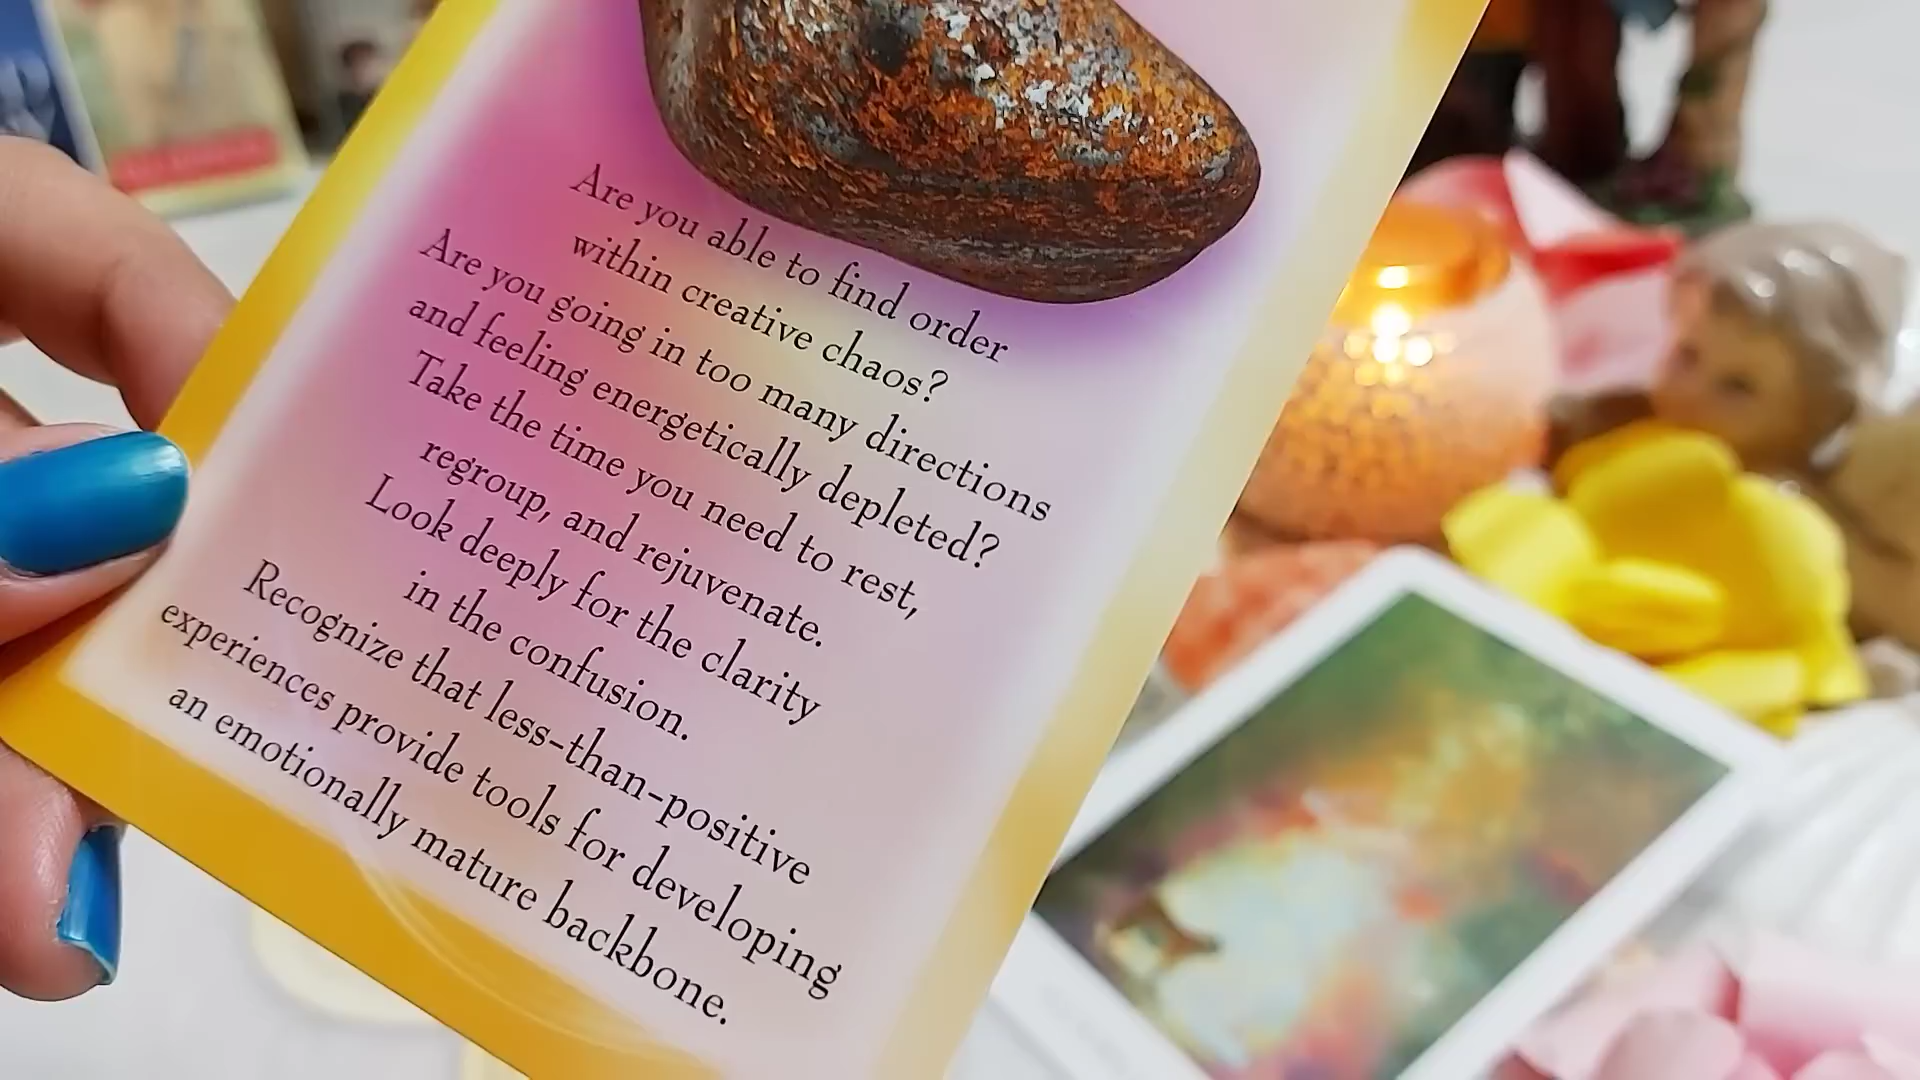 Are you able to find order
within creative chaos?
Are you going in too many directions
and feeling energetically depleted?
Take the time you need to rest,
regroup, and rejuvenate.
Look deeply for the clarity
in the confusion.
Recognize that less-than-positive
experiences provide tools for developing
an emotionally mature backbone.